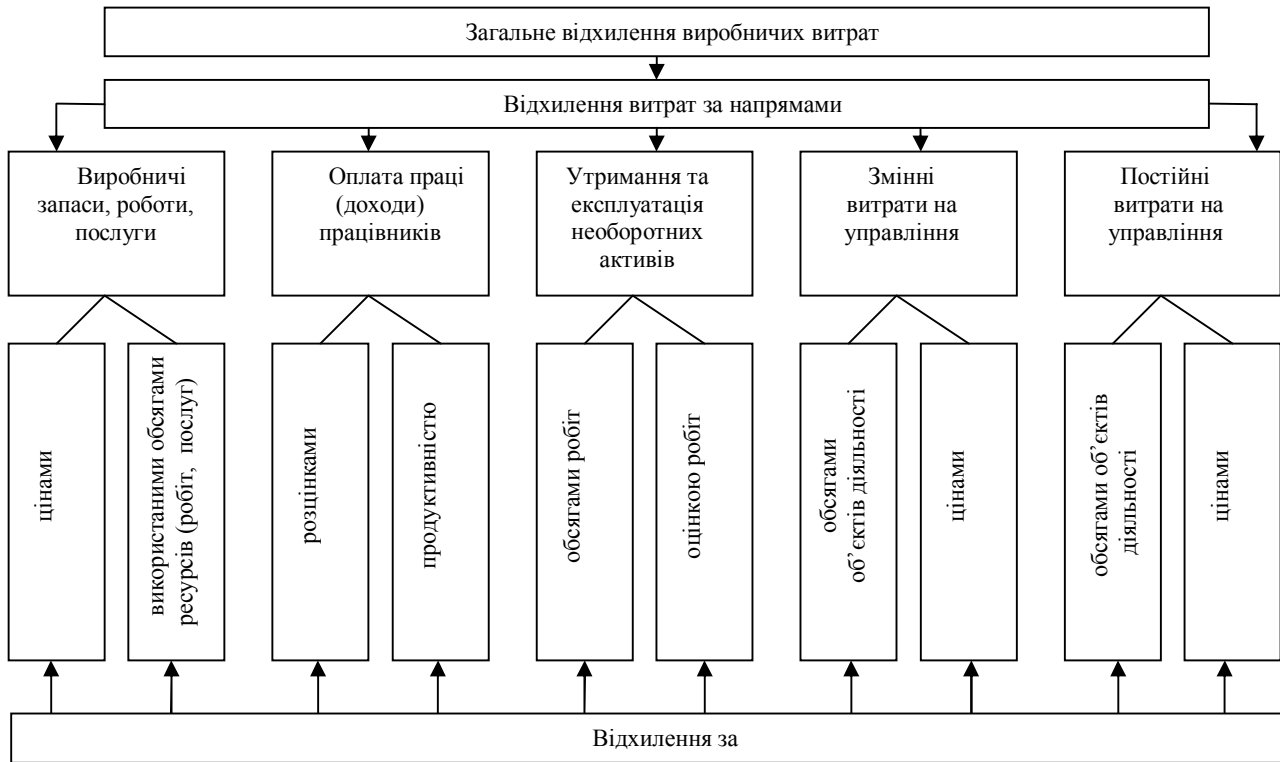 Загальне відхилення виробничих витрат
Відхилення витрат за напрямами
Виробничі
запаси, роботи,
послуги
Оплата праці
(доходи)
працівників
Утримання та
експлуатація
необоротних
активів
Змінні
витрати на
управління
Постійні
витрати на
управління
цінами
використаними обсягами
ресурсів (робіт, послуг)
розцінками
продуктивністю
обсягами робіт
оцінкою робіт
обсягами
об’єктів діяльності
цінами
обсягами об’єктів
діяльності
цінами
Відхилення за